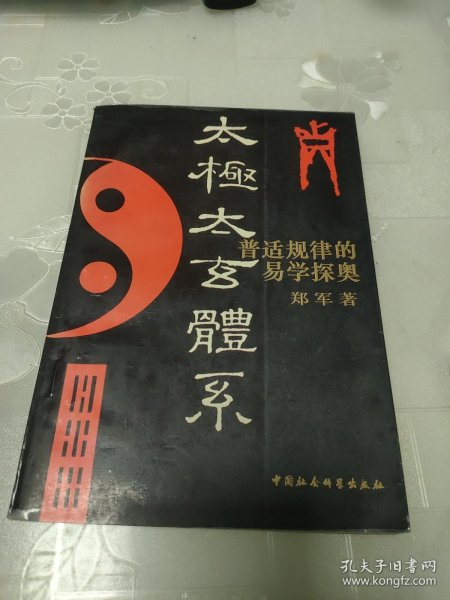 太極太玄體系
普适规律的
易学探奥
郑军著
中国社会科学出版社
孔夫子旧书网
www.kongfz.com